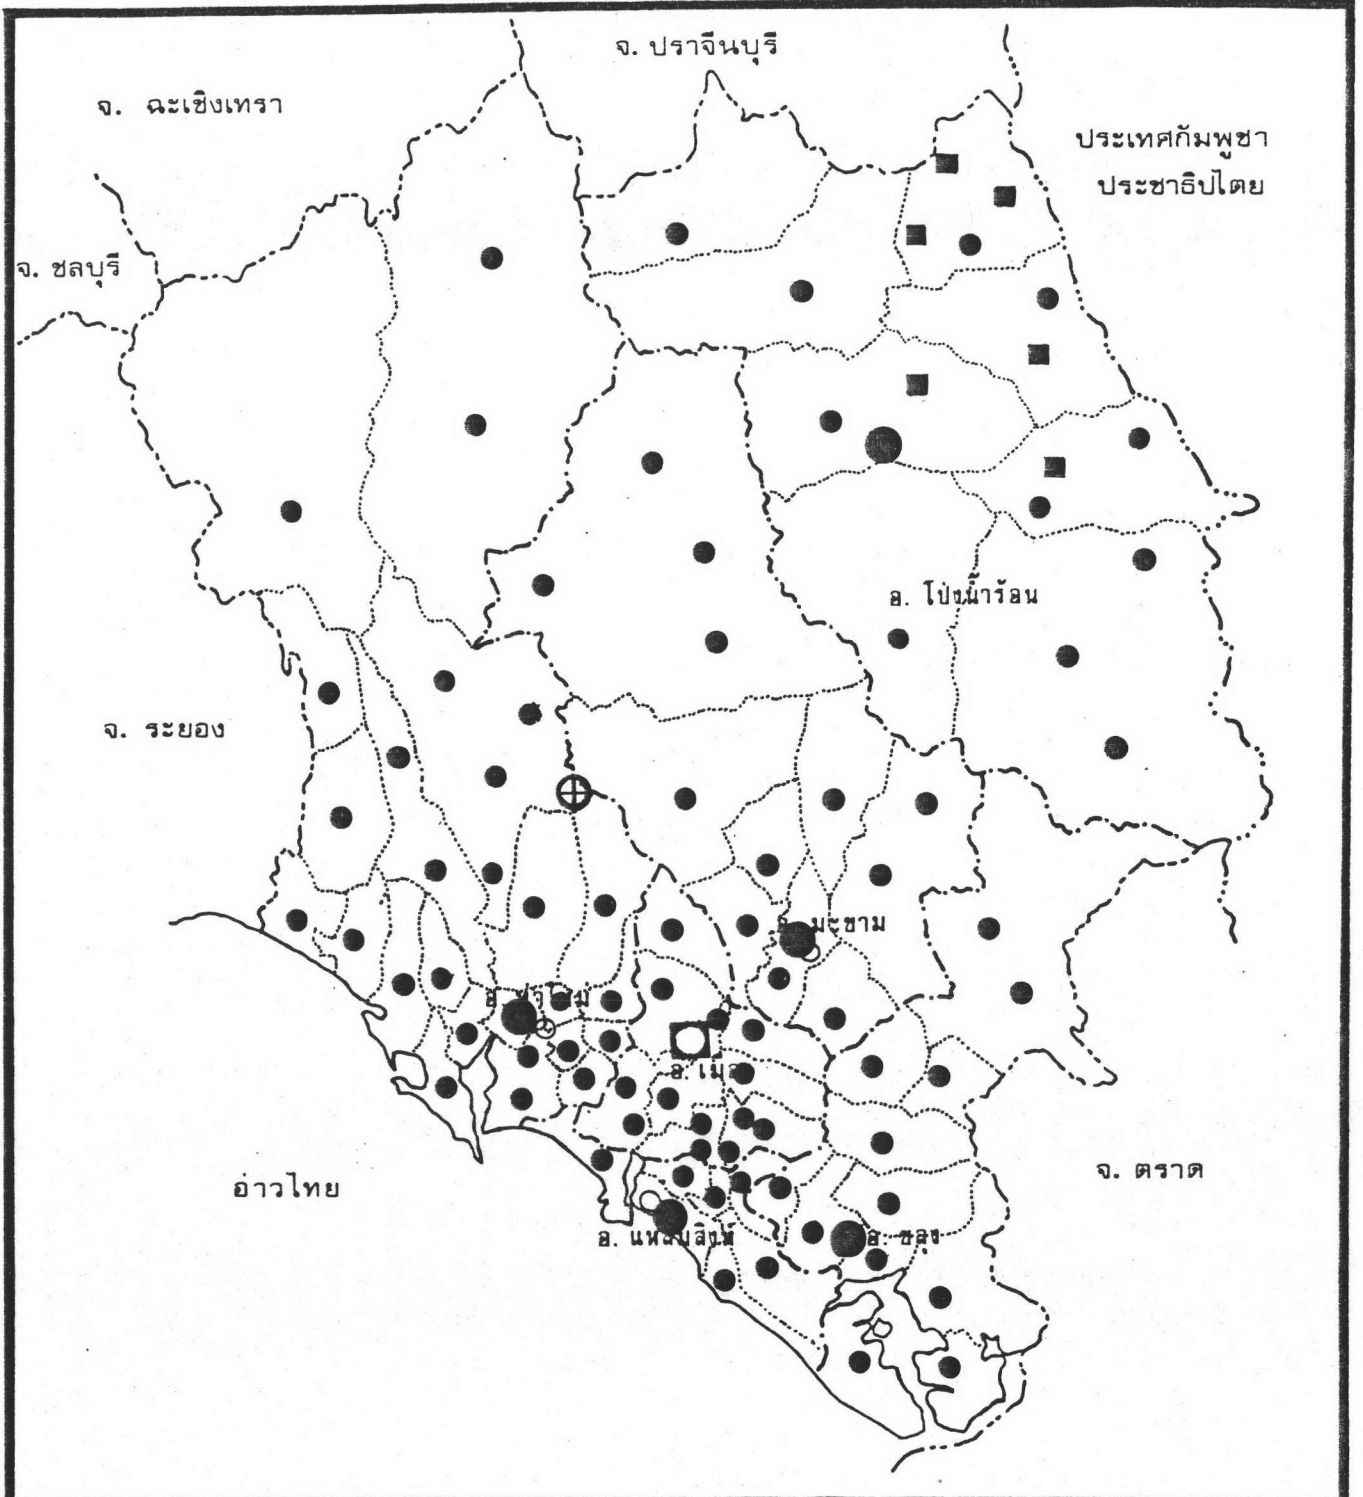 จ. ปราจีนบุรี
จ. ฉะเชิงเทรา
ประเทศกัมพูชา
ประชาธิปไตย
จ. ชลบุรี
อ. โป่งน้ำร้อน
จ. ระยอง
อ. มะขาม
อ. เมือ
จ. ตราด
อ่าวไทย
อ. แหลมสิงห์
อ. ขลุง